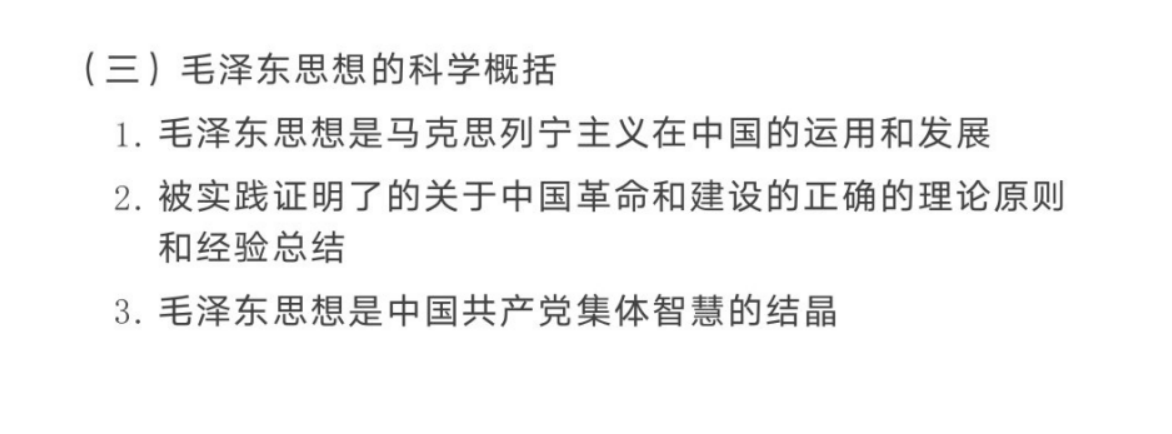 （三）毛泽东思想的科学概括
1. 毛泽东思想是马克思列宁主义在中国的运用和发展
2. 被实践证明了的关于中国革命和建设的正确的理论原则
和经验总结
3. 毛泽东思想是中国共产党集体智慧的结晶